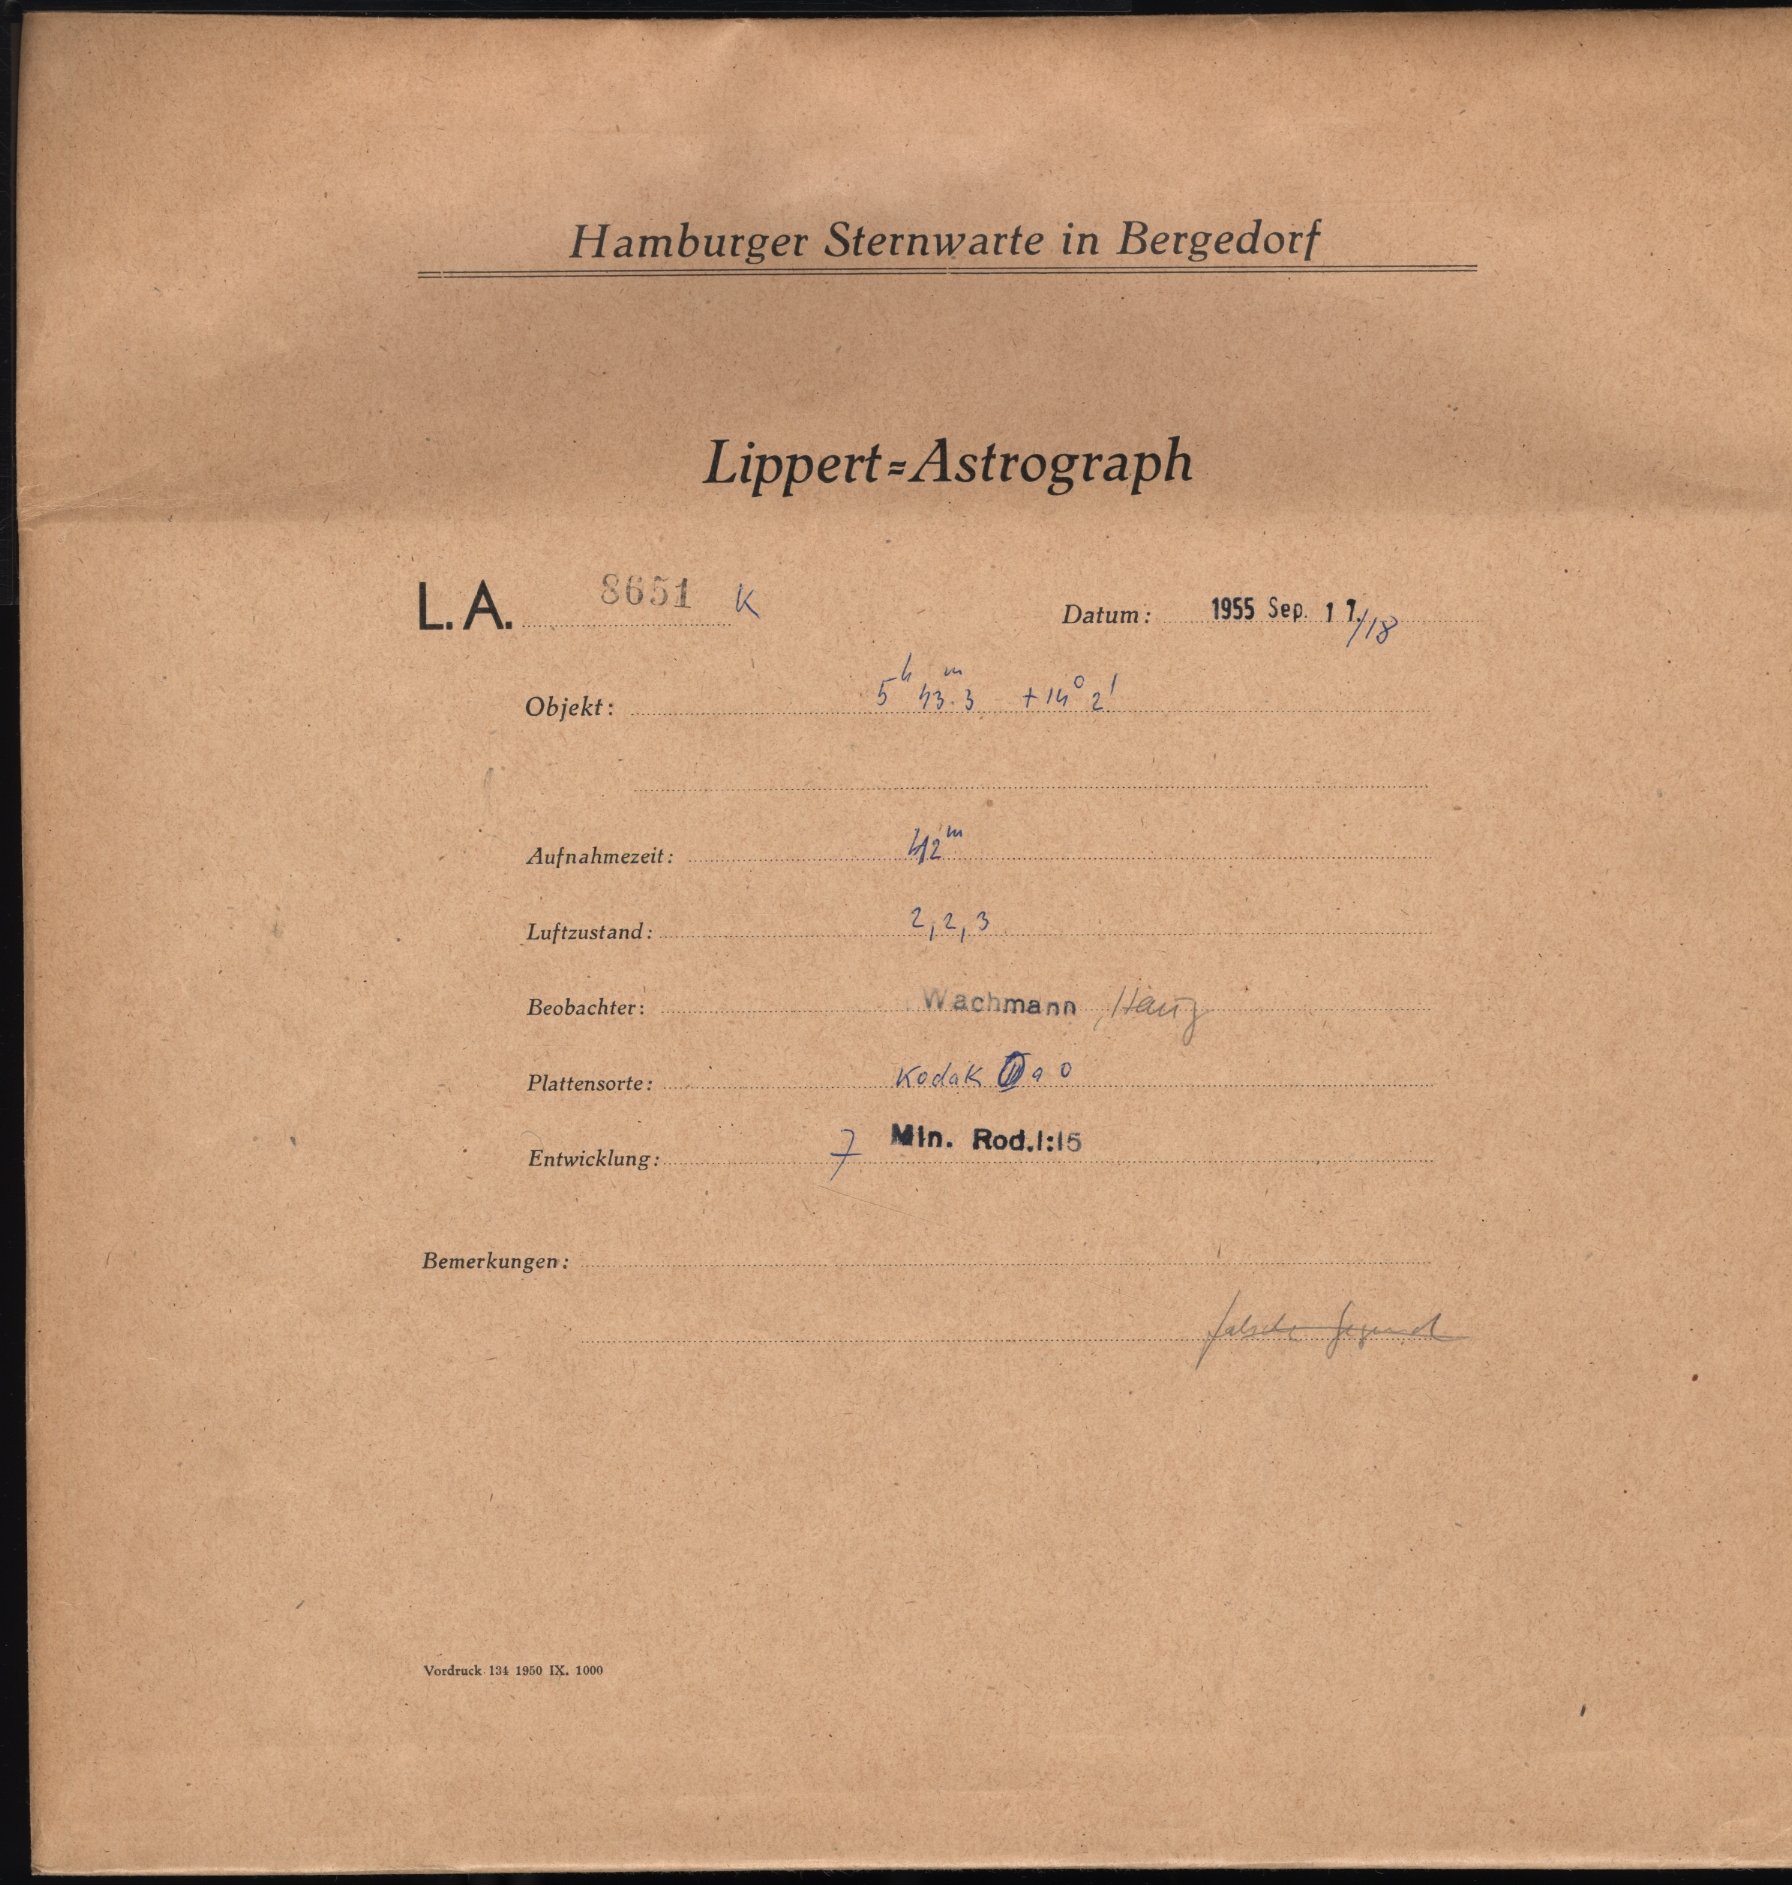 Hamburger Sternwarte in Bergedorf
Lippert=Astrograph
L. A. 8651 K Datum: 1955 Sep. 17./18
Objekt: 5h 43m.3 +14° 2'
Aufnahmezeit: 42m
Luftzustand: 2, 2, 3
Beobachter: Wachmann,
Plattensorte: Kodak a O
Entwicklung: 7 Min. Rod. 1:15
Bemerkungen:
falsche Gegend
Vordruck 134 1950 IX. 1000